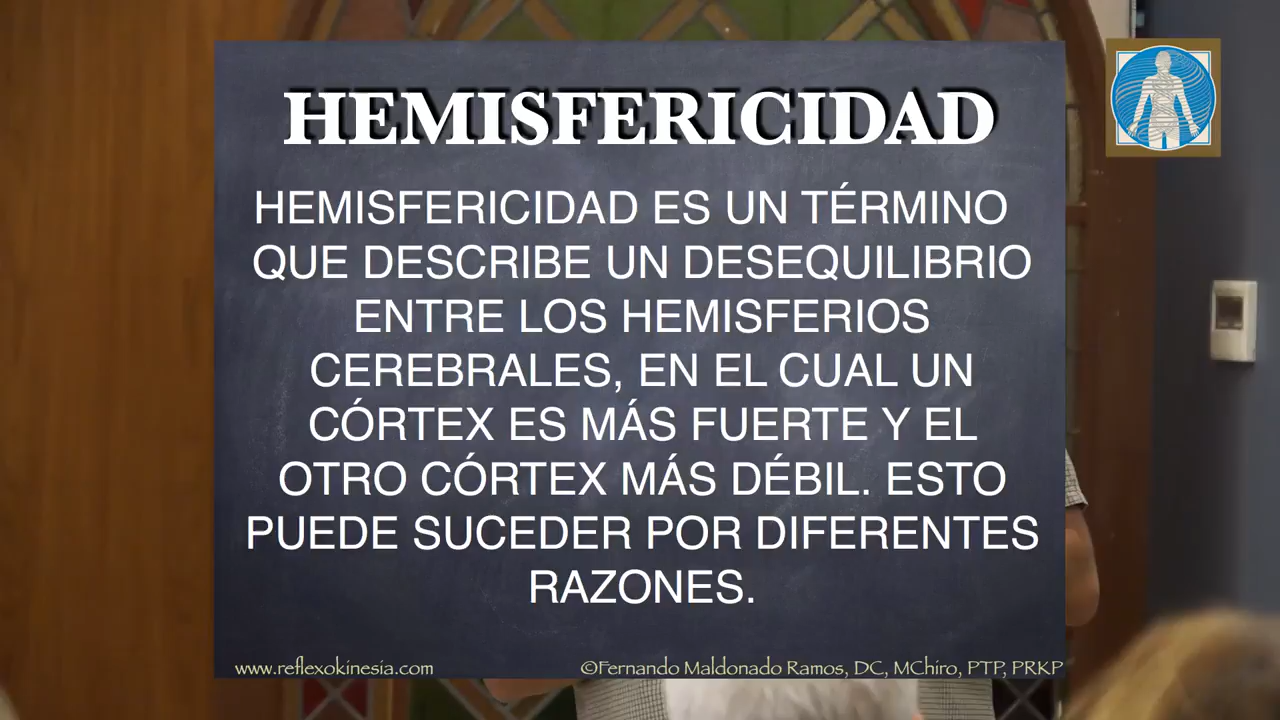 HEMISFERICIDAD
HEMISFERICIDAD ES UN TÉRMINO
QUE DESCRIBE UN DESEQUILIBRIO
ENTRE LOS HEMISFERIOS
CEREBRALES, EN EL CUAL UN
CÓRTEX ES MÁS FUERTE Y EL
OTRO CÓRTEX MÁS DÉBIL. ESTO
PUEDE SUCEDER POR DIFERENTES
RAZONES.
www.reflexokinesia.com
©Fernando Maldonado Ramos, DC, MChiro, PTP, PRKP